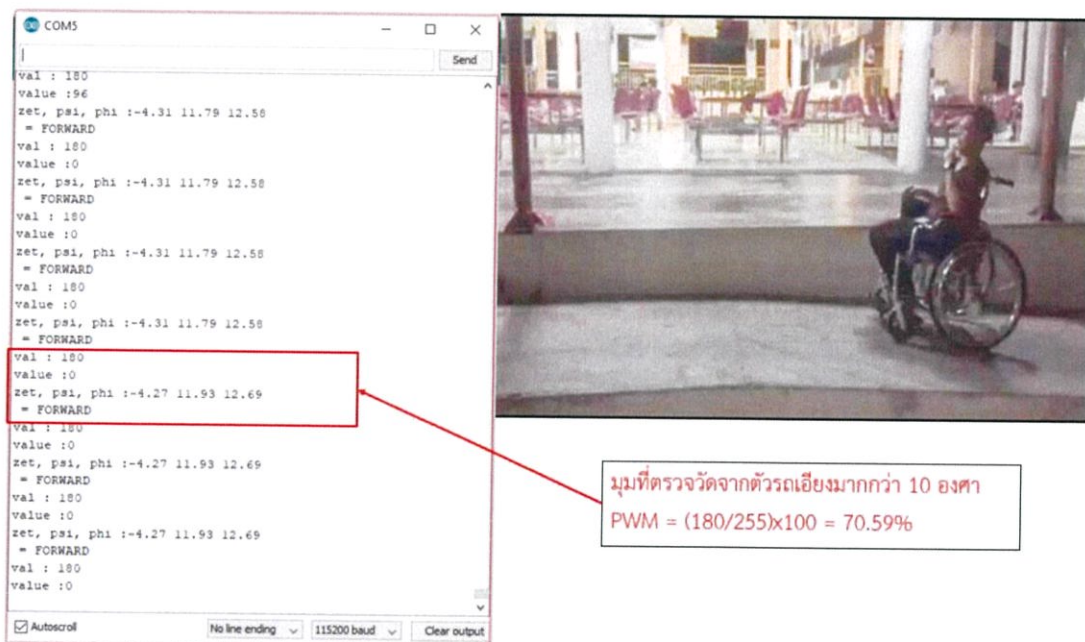 COM5
Send
val : 180
value :96
zet, psi, phi :-4.31 11.79 12.58
= FORWARD
val : 180
value :0
zet, psi, phi :-4.31 11.79 12.58
= FORWARD
val : 180
value :0
zet, psi, phi :-4.31 11.79 12.58
= FORWARD
val : 180
value :0
zet, psi, phi :-4.31 11.79 12.58
= FORWARD
val : 180
value :0
zet, psi, phi :-4.27 11.93 12.69
= FORWARD
val : 180
value :0
zet, psi, phi :-4.27 11.93 12.69
= FORWARD
val : 180
value :0
zet, psi, phi :-4.27 11.93 12.69
= FORWARD
val : 180
value :0
Autoscroll
No line ending
115200 baud
Clear output
มุมที่ตรวจวัดจากตัวรถเอียงมากกว่า 10 องศา
PWM = (180/255)x100 = 70.59%